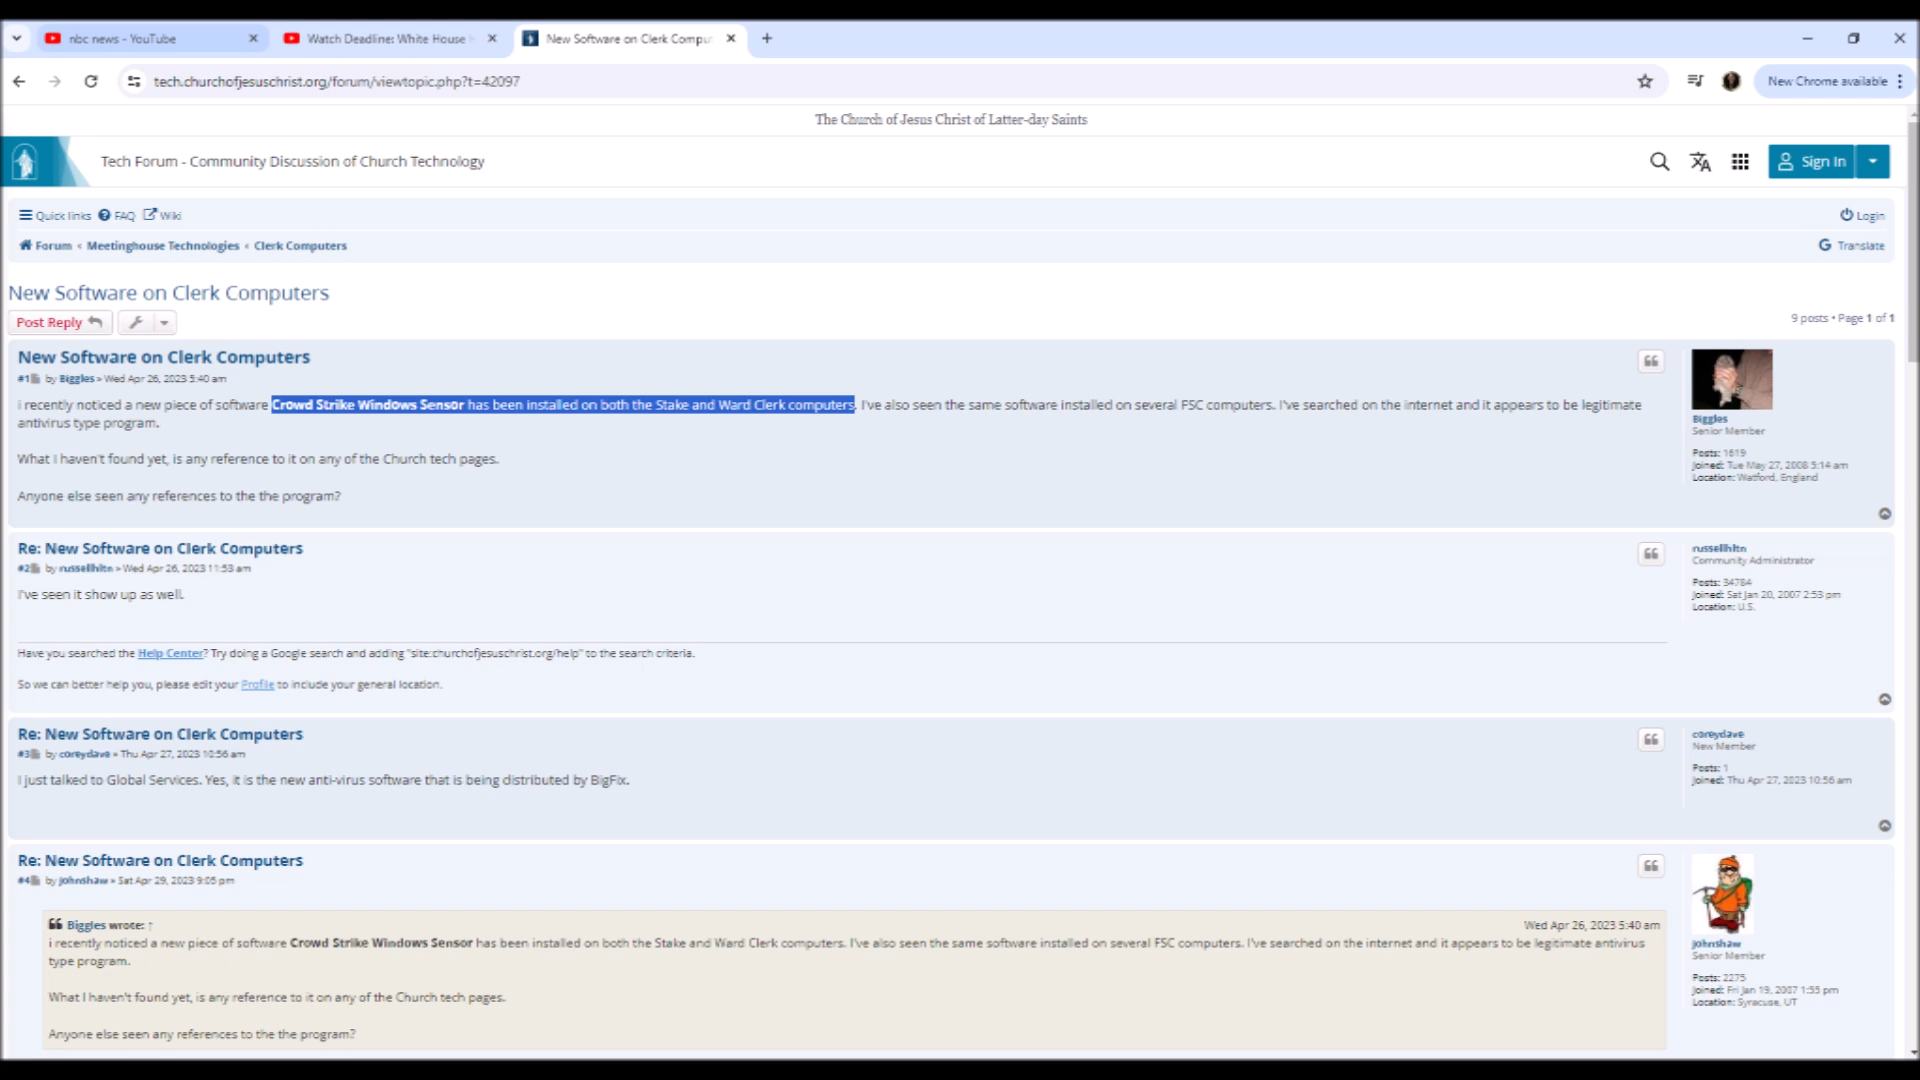 nbc news - YouTube
Watch Deadline: White House
New Software on Clerk Compu
tech.churchofjesuschrist.org/forum/viewtopic.php?t=42097
New Chrome available
The Church of Jesus Christ of Latter-day Saints
Tech Forum - Community Discussion of Church Technology
Sign In
Quick links FAQ Wiki
Login
Forum ‹ Meetinghouse Technologies ‹ Clerk Computers
Translate
New Software on Clerk Computers
Post Reply
9 posts • Page 1 of 1
New Software on Clerk Computers
#1 by Biggles » Wed Apr 26, 2023 5:40 am
i recently noticed a new piece of software Crowd Strike Windows Sensor has been installed on both the Stake and Ward Clerk computers. I've also seen the same software installed on several FSC computers. I've searched on the internet and it appears to be legitimate
antivirus type program.
What I haven't found yet, is any reference to it on any of the Church tech pages.
Anyone else seen any references to the the program?
Biggles
Senior Member
Posts: 1619
Joined: Tue May 27, 2008 5:14 am
Location: Watford, England
Re: New Software on Clerk Computers
#2 by russellhltn » Wed Apr 26, 2023 11:53 am
I've seen it show up as well.
Have you searched the Help Center? Try doing a Google search and adding "site:churchofjesuschrist.org/help" to the search criteria.
So we can better help you, please edit your Profile to include your general location.
russellhltn
Community Administrator
Posts: 34784
Joined: Sat Jan 20, 2007 2:53 pm
Location: U.S.
Re: New Software on Clerk Computers
#3 by coreydave » Thu Apr 27, 2023 10:56 am
I just talked to Global Services. Yes, it is the new anti-virus software that is being distributed by BigFix.
coreydave
New Member
Posts: 1
Joined: Thu Apr 27, 2023 10:56 am
Re: New Software on Clerk Computers
#4 by johnshaw » Sat Apr 29, 2023 9:05 pm
Biggles wrote: ↑
Wed Apr 26, 2023 5:40 am
i recently noticed a new piece of software Crowd Strike Windows Sensor has been installed on both the Stake and Ward Clerk computers. I've also seen the same software installed on several FSC computers. I've searched on the internet and it appears to be legitimate antivirus
type program.
What I haven't found yet, is any reference to it on any of the Church tech pages.
Anyone else seen any references to the the program?
johnshaw
Senior Member
Posts: 2275
Joined: Fri Jan 19, 2007 1:55 pm
Location: Syracuse, UT